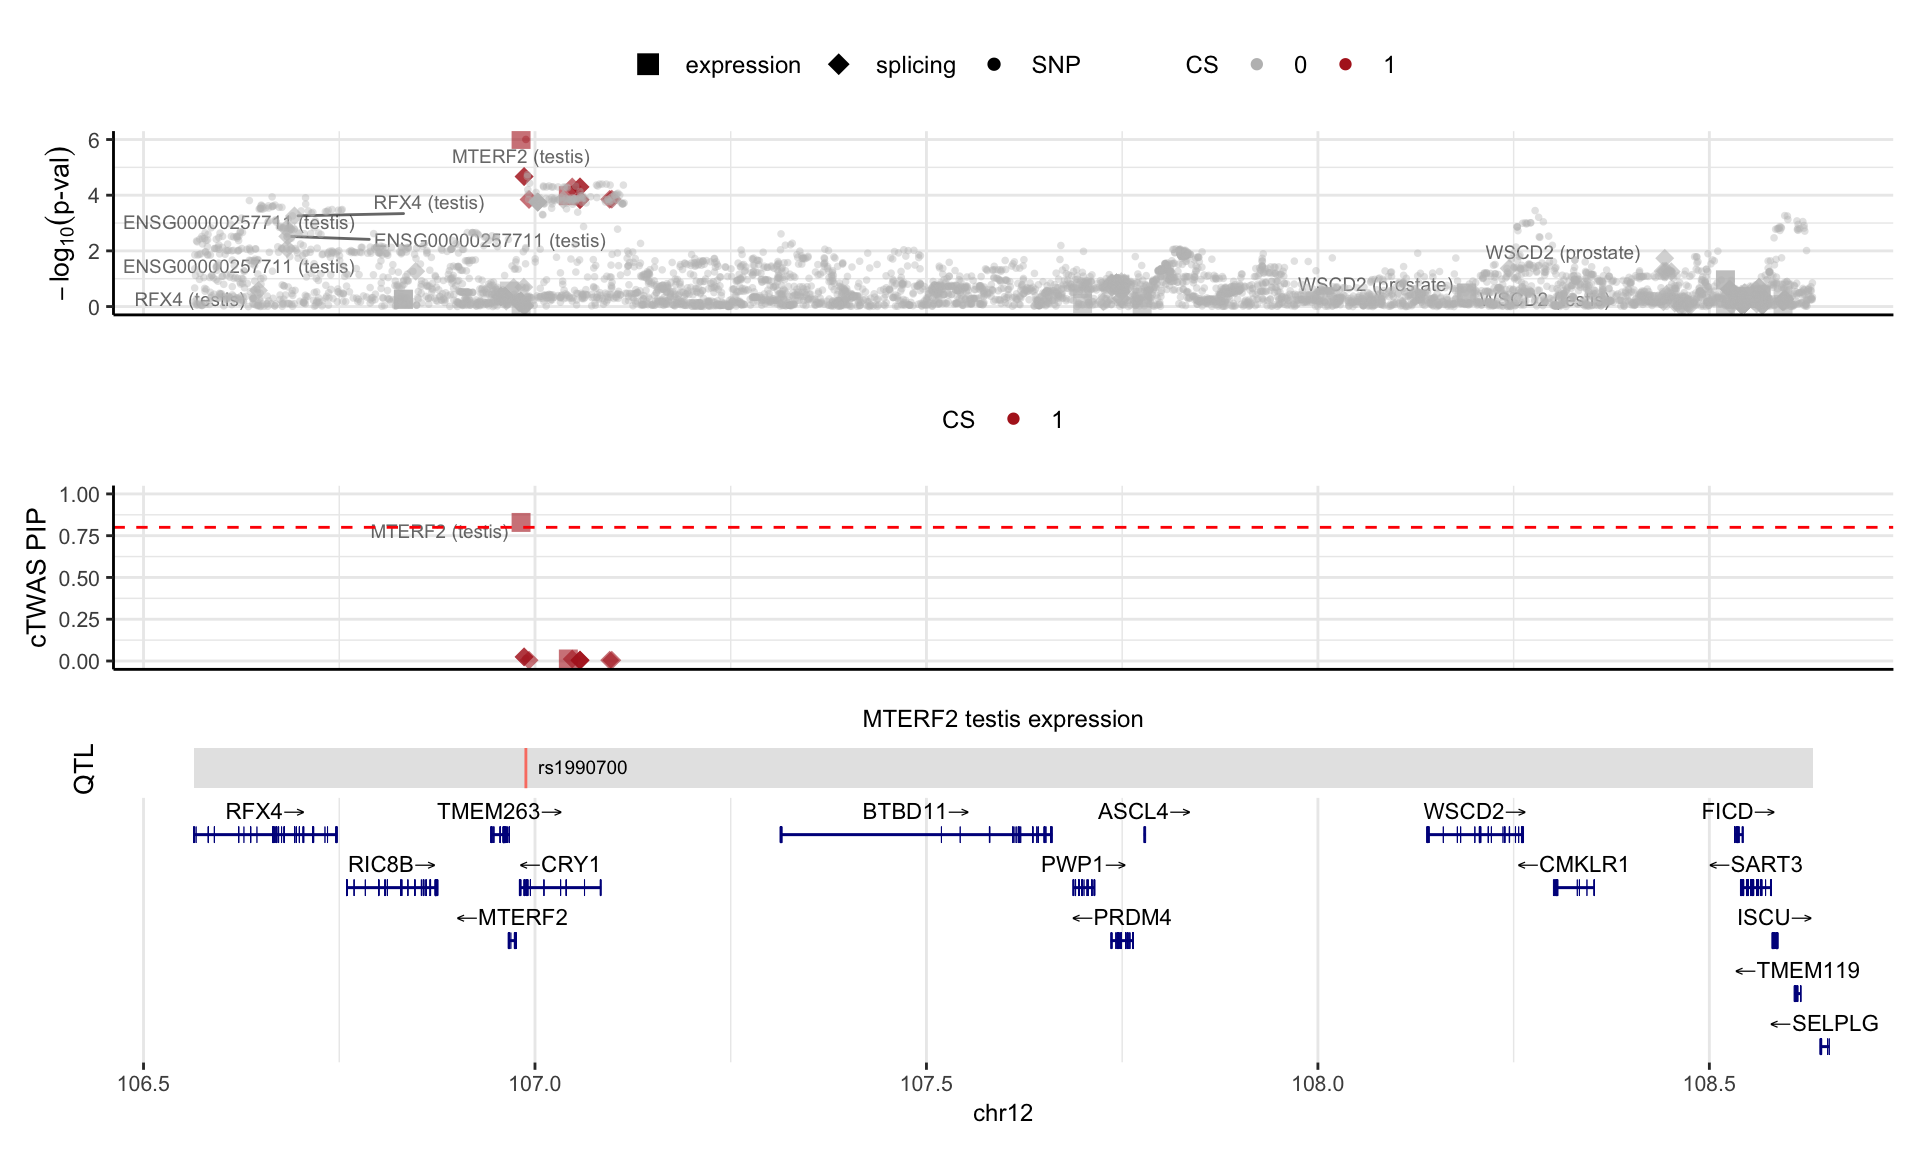 expression splicing SNP CS 0 1
−log10(p-val)
6
4
2
0
MTERF2 (testis)
RFX4 (testis)
ENSG00000257711 (testis)
ENSG00000257711 (testis)
ENSG00000257711 (testis)
RFX4 (testis)
WSCD2 (prostate)
WSCD2 (prostate)
WSCD2 (testis)
CS 1
cTWAS PIP
1.00
0.75
0.50
0.25
0.00
MTERF2 (testis)
MTERF2 testis expression
QTL
rs1990700
RFX4→ TMEM263→ BTBD11→ ASCL4→ WSCD2→ FICD→
RIC8B→ ←CRY1 PWP1→ ←CMKLR1 ←SART3
←MTERF2 ←PRDM4 ISCU→
←TMEM119
←SELPLG
106.5 107.0 107.5 108.0 108.5
chr12